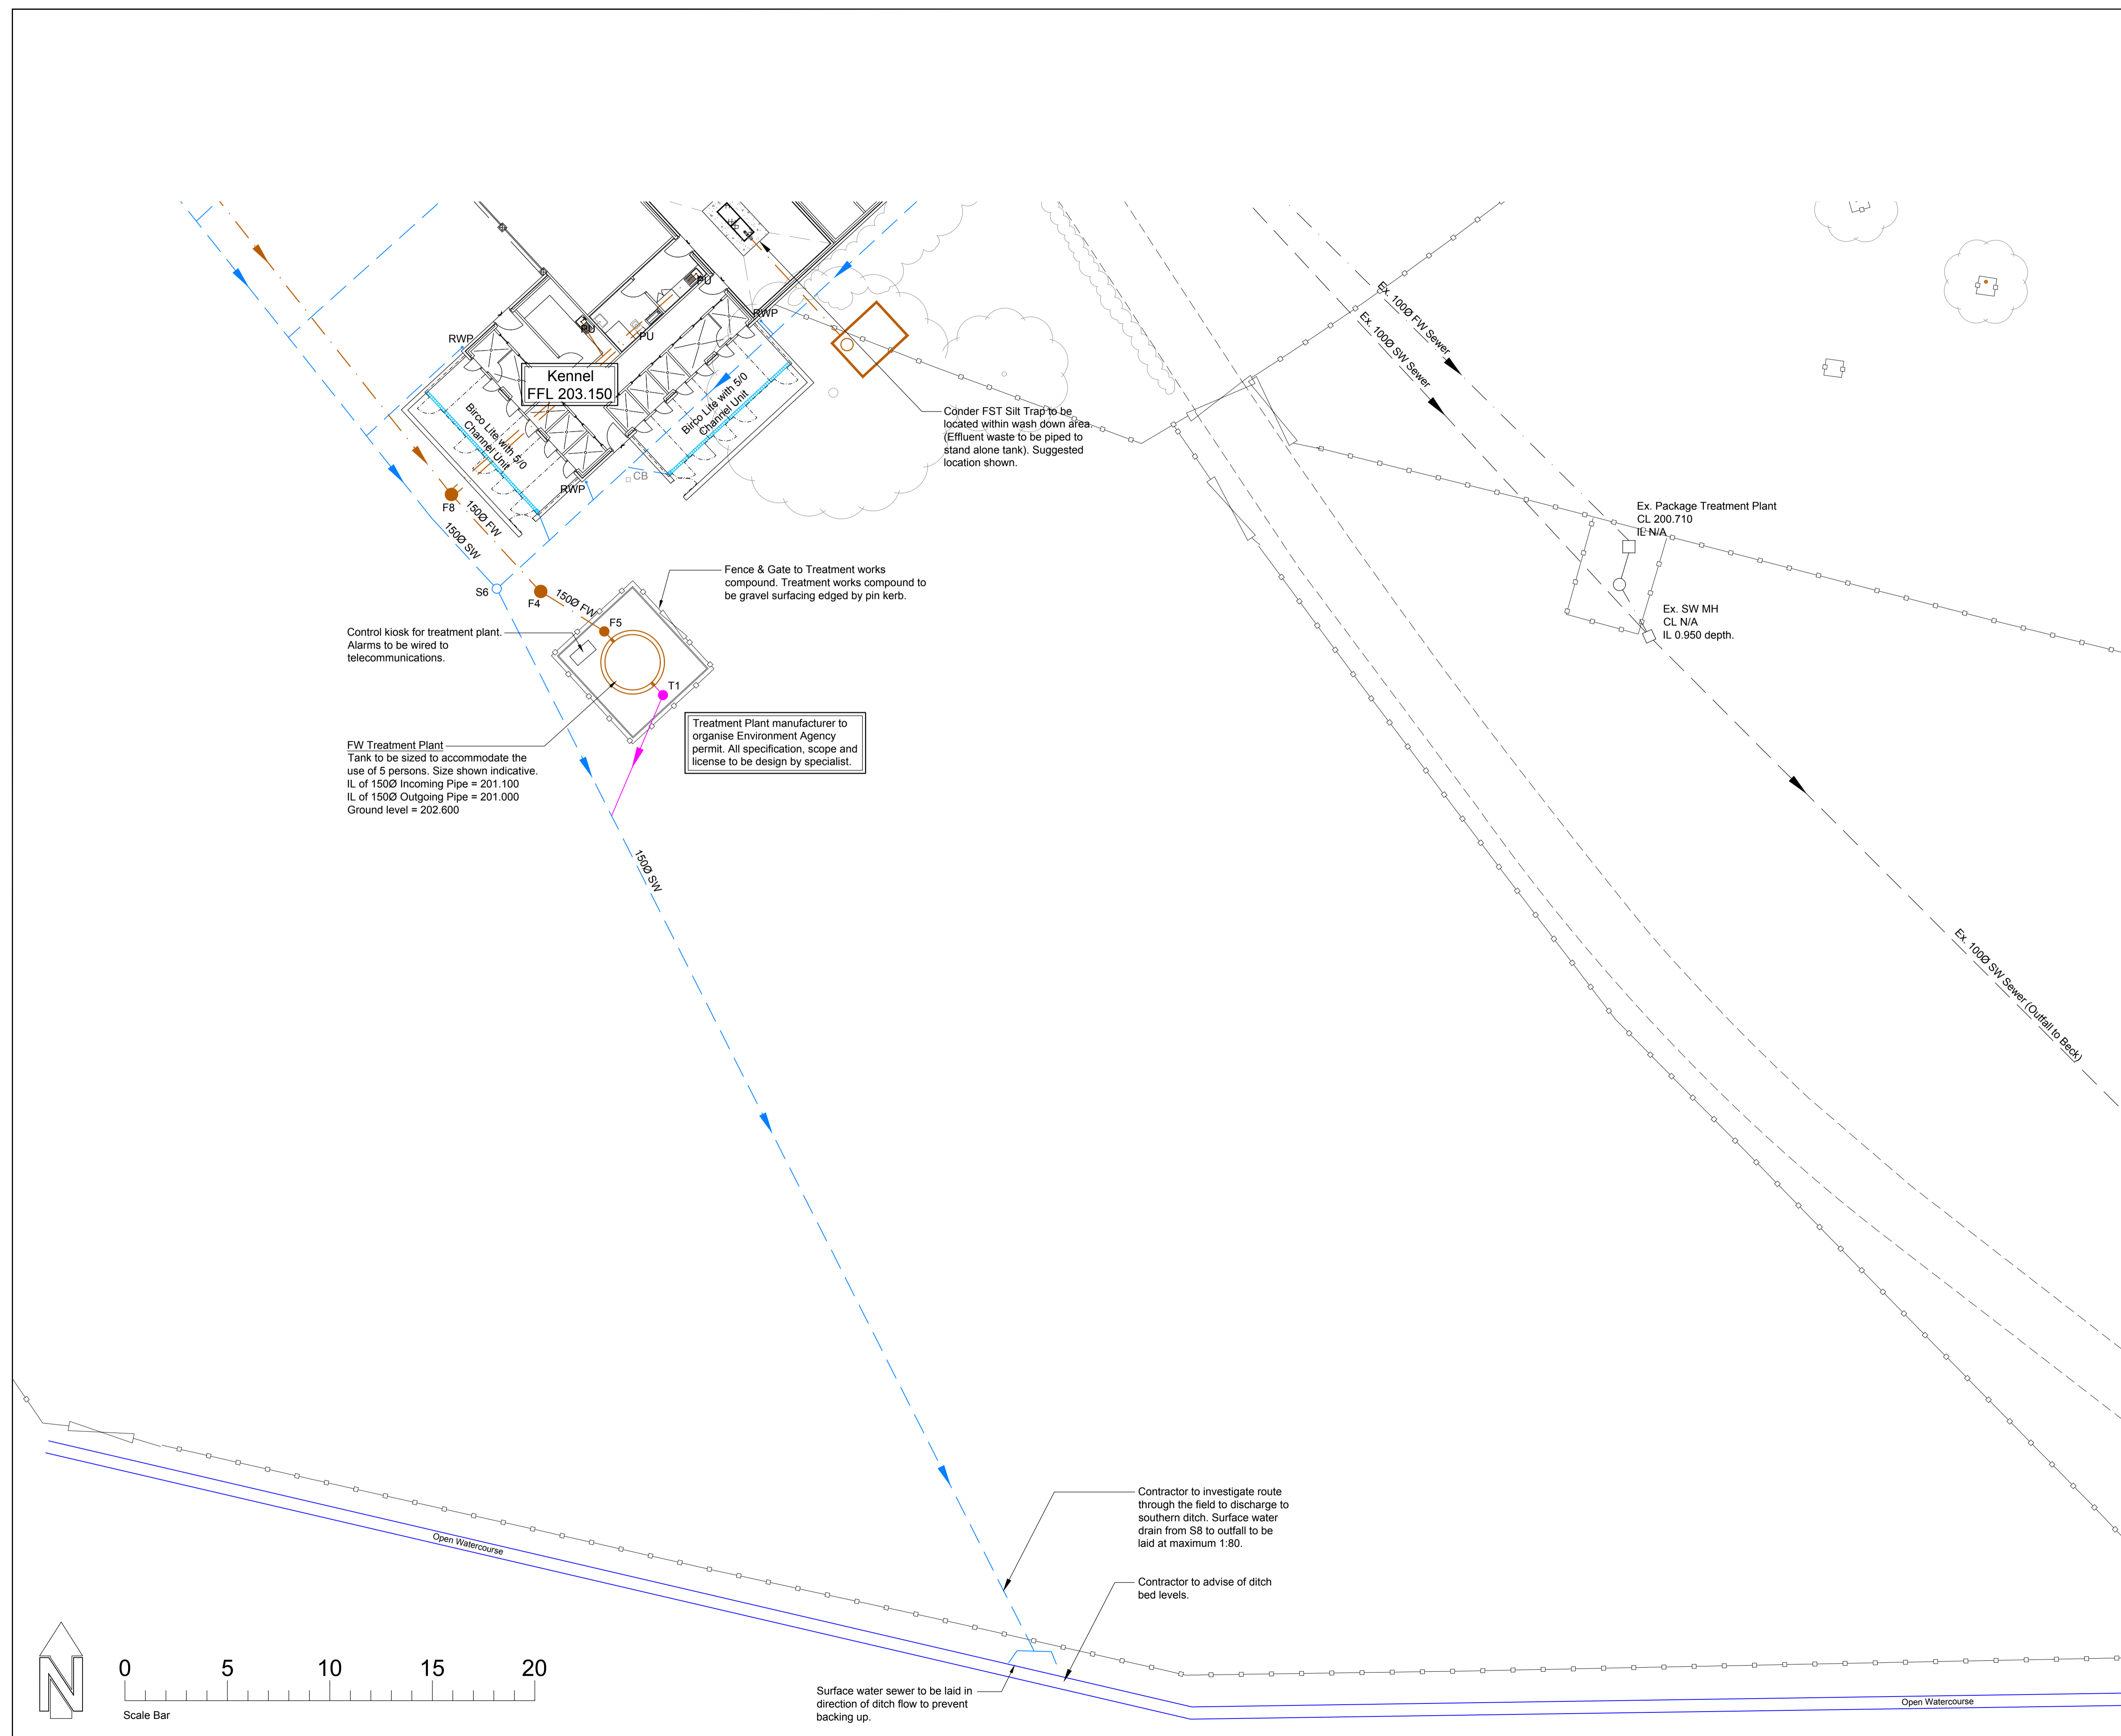 PU
RWP
PU
PU
RWP
Kennel
FFL 203.150
Birco Lite with 5/0
Channel Unit
Birco Lite with 5/0
Channel Unit
RWP
CB
F8
150Ø FW
150Ø SW
S6
F4
150Ø FW
F5
T1
Conder FST Silt Trap to be
located within wash down area.
(Effluent waste to be piped to
stand alone tank). Suggested
location shown.
Ex. 100Ø FW Sewer
Ex. 100Ø SW Sewer
Ex. Package Treatment Plant
CL 200.710
IL N/A
Ex. SW MH
CL N/A
IL 0.950 depth.
Fence & Gate to Treatment works
compound. Treatment works compound to
be gravel surfacing edged by pin kerb.
Control kiosk for treatment plant.
Alarms to be wired to
telecommunications.
Treatment Plant manufacturer to
organise Environment Agency
permit. All specification, scope and
license to be design by specialist.
FW Treatment Plant
Tank to be sized to accommodate the
use of 5 persons. Size shown indicative.
IL of 150Ø Incoming Pipe = 201.100
IL of 150Ø Outgoing Pipe = 201.000
Ground level = 202.600
150Ø SW
Ex. 100Ø SW Sewer (Outfall to Beck)
Contractor to investigate route
through the field to discharge to
southern ditch. Surface water
drain from S8 to outfall to be
laid at maximum 1:80.
Open Watercourse
Contractor to advise of ditch
bed levels.
N
0 5 10 15 20
Scale Bar
Surface water sewer to be laid in
direction of ditch flow to prevent
backing up.
Open Watercourse